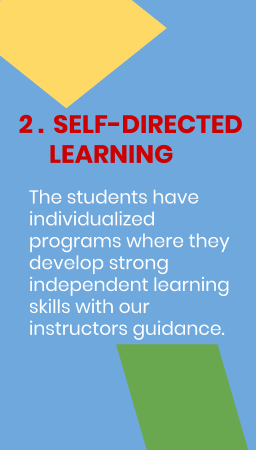 2. SELF-DIRECTED
LEARNING
The students have
individualized
programs where they
develop strong
independent learning
skills with our
instructors guidance.